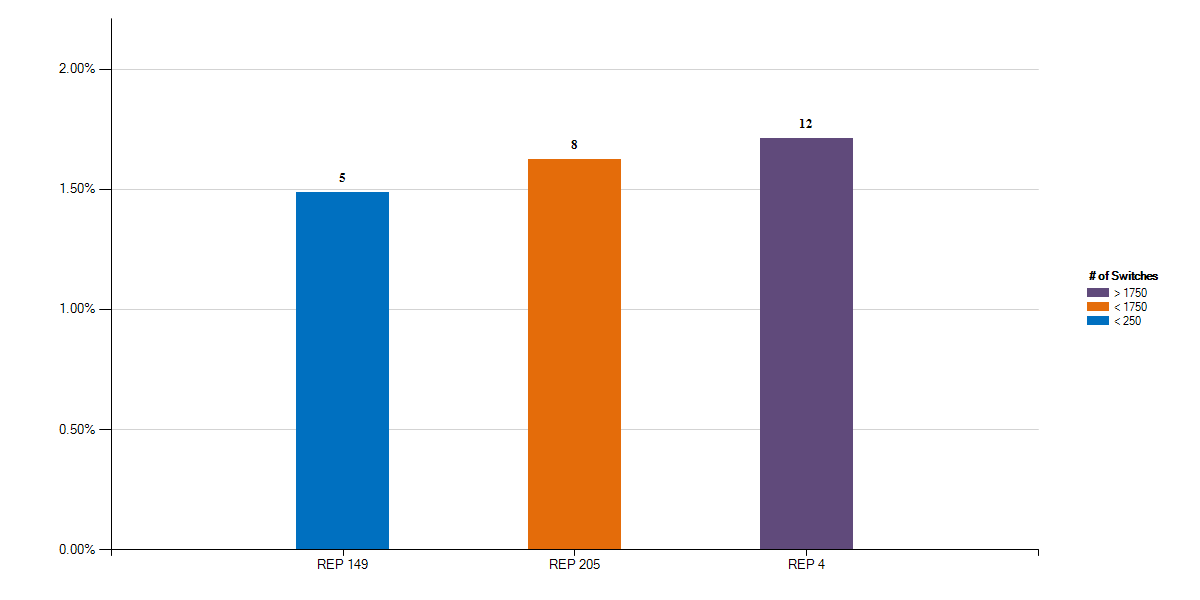 2.00%
1.50%
1.00%
0.50%
0.00%
5
8
12
REP 149
REP 205
REP 4
# of Switches
> 1750
< 1750
< 250